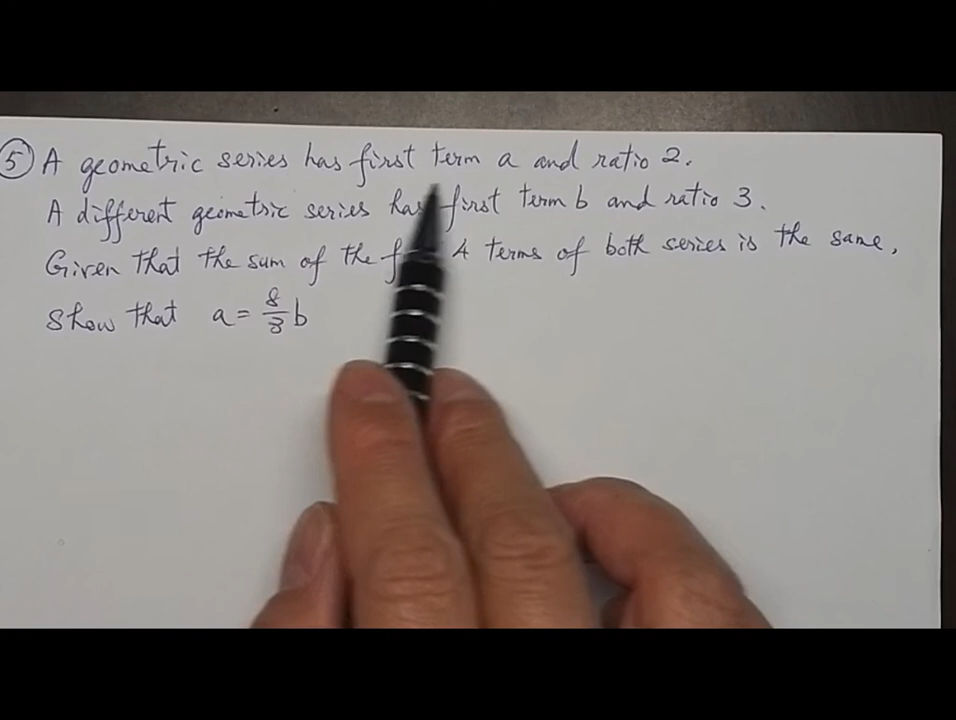 ⑤ A geometric series has first term a and ratio 2.
A different geometric series has first term b and ratio 3.
Given that the sum of the 4 terms of both series is the same,
show that a = 8/3 b